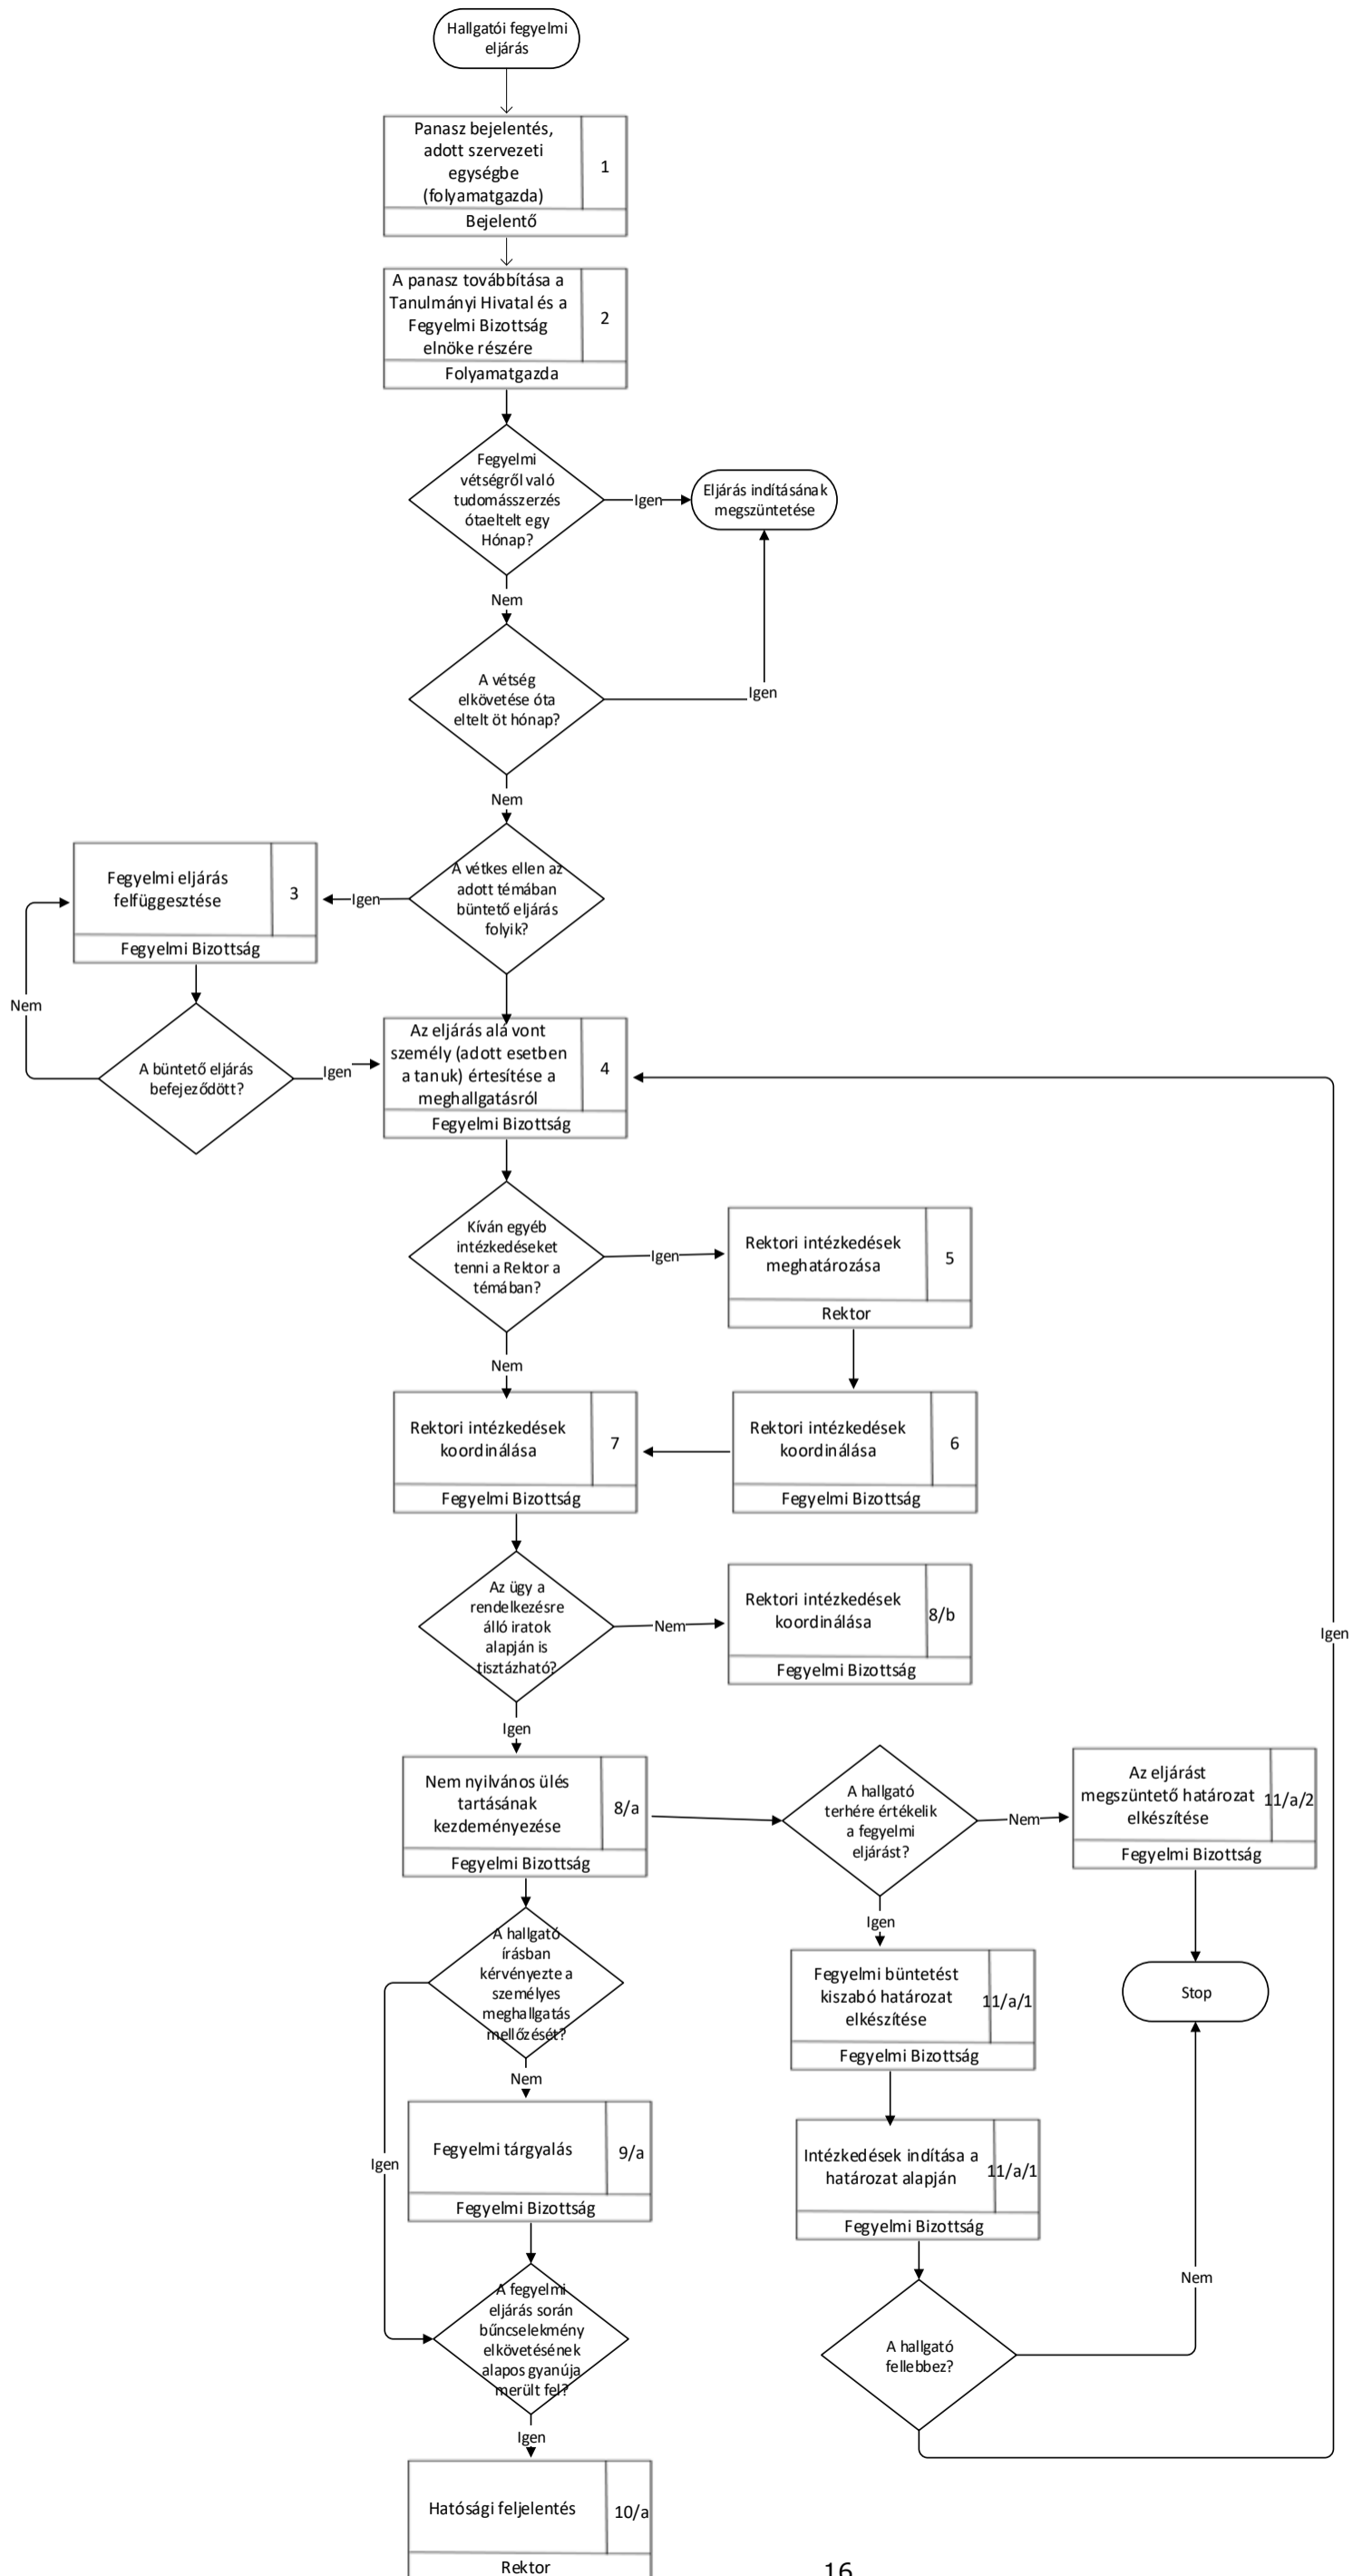 Hallgatói fegyelmi
eljárás
Panasz bejelentés,
adott szervezeti
egységbe
(folyamatgazda)
1
Bejelentő
A panasz továbbítása a
Tanulmányi Hivatal és a
Fegyelmi Bizottság
elnöke részére
2
Folyamatgazda
Fegyelmi
vétségről való
tudomásszerzés
ótaeltelt egy
Hónap?
Igen
Eljárás indításának
megszüntetése
Nem
A vétség
elkövetése óta
eltelt öt hónap?
Igen
Nem
A vétkes ellen az
adott témában
büntető eljárás
folyik?
Igen
Fegyelmi eljárás
felfüggesztése
3
Fegyelmi Bizottság
Nem
A büntető eljárás
befejeződött?
Igen
Az eljárás alá vont
személy (adott esetben
a tanuk) értesítése a
meghallgatásról
4
Fegyelmi Bizottság
Kíván egyéb
intézkedéseket
tenni a Rektor a
témában?
Igen
Rektori intézkedések
meghatározása
5
Rektor
Nem
Rektori intézkedések
koordinálása
7
Fegyelmi Bizottság
Rektori intézkedések
koordinálása
6
Fegyelmi Bizottság
Az ügy a
rendelkezésre
álló iratok
alapján is
tisztázható?
Nem
Rektori intézkedések
koordinálása
8/b
Fegyelmi Bizottság
Igen
Igen
Nem nyilvános ülés
tartásának
kezdeményezése
8/a
Fegyelmi Bizottság
A hallgató
terhére értékelik
a fegyelmi
eljárást?
Nem
Az eljárást
megszüntető határozat
elkészítése
11/a/2
Fegyelmi Bizottság
Igen
A hallgató
írásban
kérvényezte a
személyes
meghallgatás
mellőzését?
Fegyelmi büntetést
kiszabó határozat
elkészítése
11/a/1
Fegyelmi Bizottság
Stop
Nem
Igen
Fegyelmi tárgyalás
9/a
Fegyelmi Bizottság
Intézkedések indítása a
határozat alapján
11/a/1
Fegyelmi Bizottság
Nem
A fegyelmi
eljárás során
bűncselekmény
elkövetésének
alapos gyanúja
merült fel?
A hallgató
fellebbez?
Igen
Hatósági feljelentés
10/a
Rektor
16